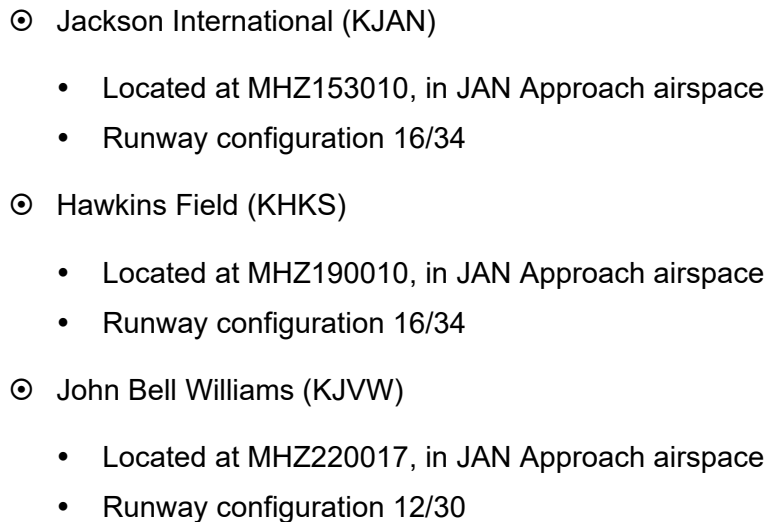 ⦿ Jackson International (KJAN)
• Located at MHZ153010, in JAN Approach airspace
• Runway configuration 16/34
⦿ Hawkins Field (KHKS)
• Located at MHZ190010, in JAN Approach airspace
• Runway configuration 16/34
⦿ John Bell Williams (KJVW)
• Located at MHZ220017, in JAN Approach airspace
• Runway configuration 12/30